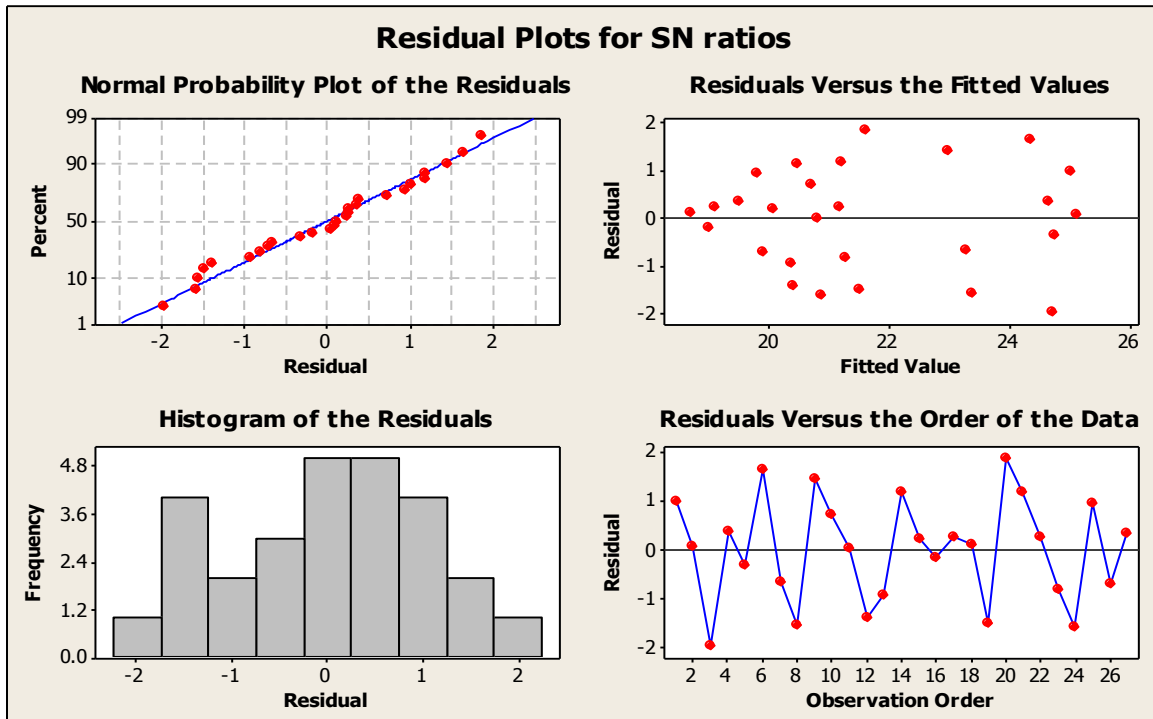 Residual Plots for SN ratios
Normal Probability Plot of the Residuals
99
90
50
10
1
Percent
-2 -1 0 1 2
Residual
Residuals Versus the Fitted Values
2
1
0
-1
-2
Residual
20 22 24 26
Fitted Value
Histogram of the Residuals
4.8
3.6
2.4
1.2
0.0
Frequency
-2 -1 0 1 2
Residual
Residuals Versus the Order of the Data
2
1
0
-1
-2
Residual
2 4 6 8 10 12 14 16 18 20 22 24 26
Observation Order